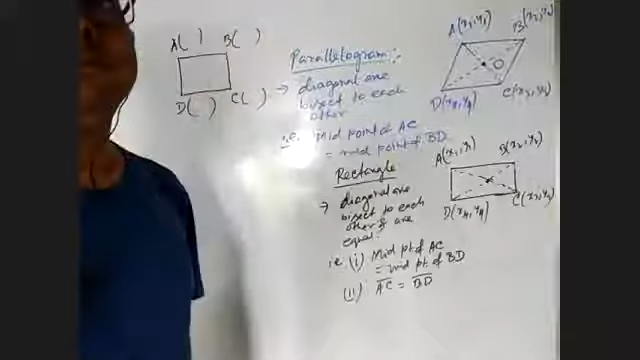 A( ) B( )
D( ) C( )
Parallelogram:-
→ diagonal are
bisect to each
other
i.e. Mid point of AC
= mid point of BD
A(x₁,y₁) B(x₂,y₂)
O
D(x₄,y₄) C(x₃,y₃)
Rectangle
→ diagonal are
bisect to each
other & are
equal.
i.e (i) Mid pt. of AC
= mid pt. of BD
(ii) AC = BD
A(x₁,y₁) B(x₂,y₂)
D(x₄,y₄) C(x₃,y₃)